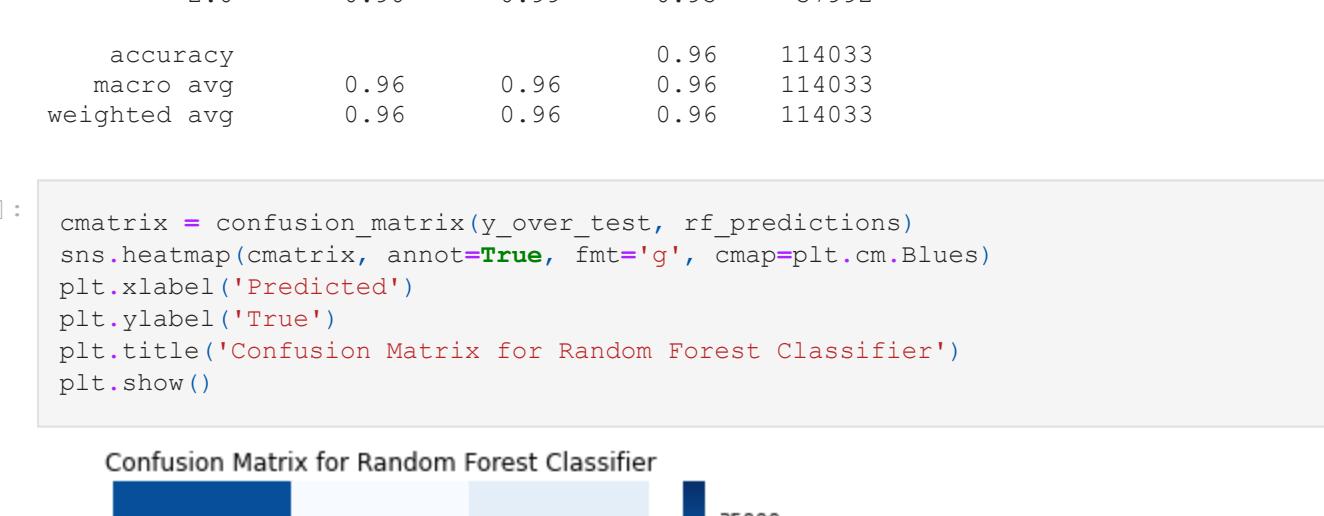 accuracy 0.96 114033
macro avg 0.96 0.96 0.96 114033
weighted avg 0.96 0.96 0.96 114033
]:
cmatrix = confusion_matrix(y_over_test, rf_predictions)
sns.heatmap(cmatrix, annot=True, fmt='g', cmap=plt.cm.Blues)
plt.xlabel('Predicted')
plt.ylabel('True')
plt.title('Confusion Matrix for Random Forest Classifier')
plt.show()
Confusion Matrix for Random Forest Classifier